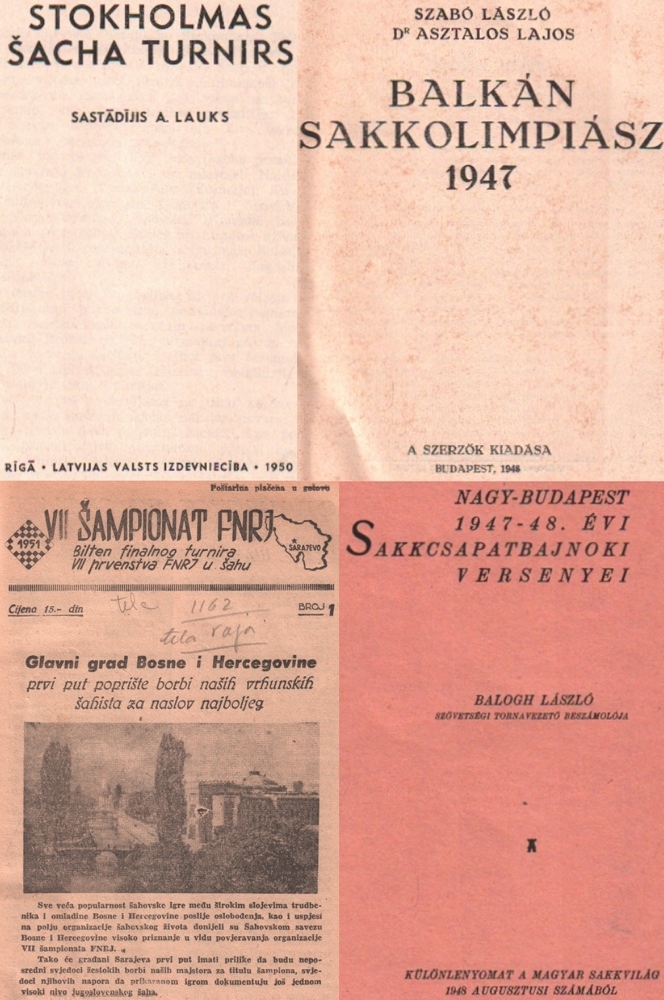 STOKHOLMAS
ŠACHA TURNIRS
SASTĀDĪJIS A. LAUKS
RĪGĀ • LATVIJAS VALSTS IZDEVNIECĪBA • 1950
SZABÓ LÁSZLÓ
Dᴿ ASZTALOS LAJOS
BALKÁN
SAKKOLIMPIÁSZ
1947
A SZERZŐK KIADÁSA
BUDAPEST, 1948
Poštarina plaćena u gotovu
VII ŠAMPIONAT FNRJ
1951
SARAJEVO
Bilten finalnog turnira
VII prvenstva FNRJ u šahu
Cijena 15.- din
1162
BROJ 1
Glavni grad Bosne i Hercegovine
prvi put poprište borbi naših vrhunskih
šahista za naslov najboljeg
Sve veća popularnost šahovske igre među širokim slojevima trudbe-
nika i omladine Bosne i Hercegovine poslije oslobođenja, kao i uspjesi
na polju organizacije šahovskog života donijeli su Šahovskom savezu
Bosne i Hercegovine visoko priznanje u vidu povjeravanja organizacije
VII šampionata FNRJ.
Tako će građani Sarajeva prvi put imati prilike da budu nepo-
sredni svjedoci žestokih borbi naših majstora za titulu šampiona, svje-
doci njihovih napora da prikazanom igrom dokumentuju još jednom
visoki nivo jugoslovenskog šaha.
NAGY-BUDAPEST
1947-48. ÉVI
SAKKCSAPATBAJNOKI
VERSENYEI
BALOGH LÁSZLÓ
SZÖVETSÉGI TORNAVEZETŐ BESZÁMOLÓJA
KÜLÖNLENYOMAT A MAGYAR SAKKVILÁG
1948 AUGUSZTUSI SZÁMÁBÓL